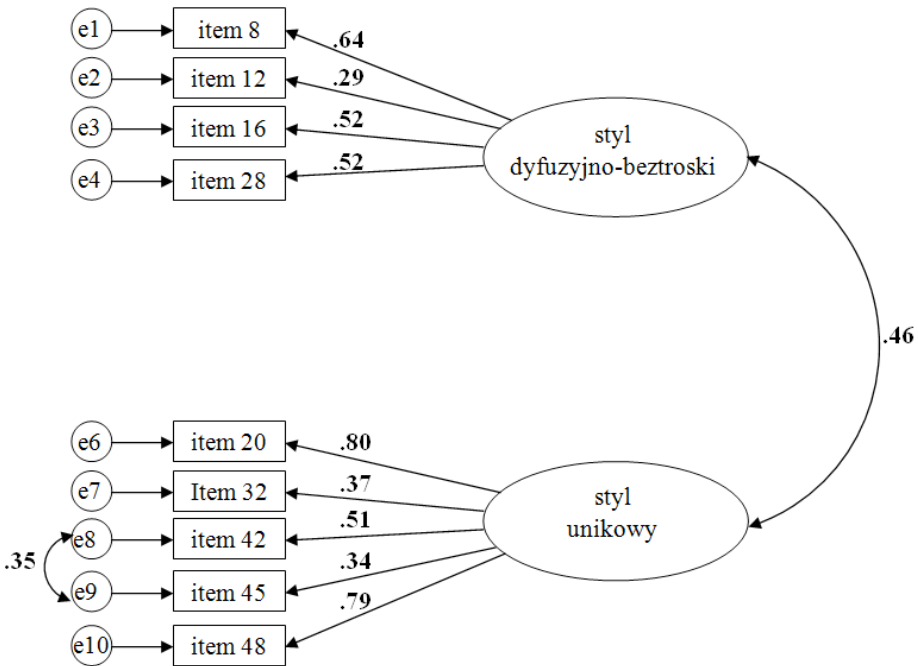 e1
item 8
.64
e2
item 12
.29
e3
item 16
.52
e4
item 28
.52
styl
dyfuzyjno-beztroski
.46
e6
item 20
.80
e7
Item 32
.37
e8
item 42
.51
.35
e9
item 45
.34
e10
item 48
.79
styl
unikowy